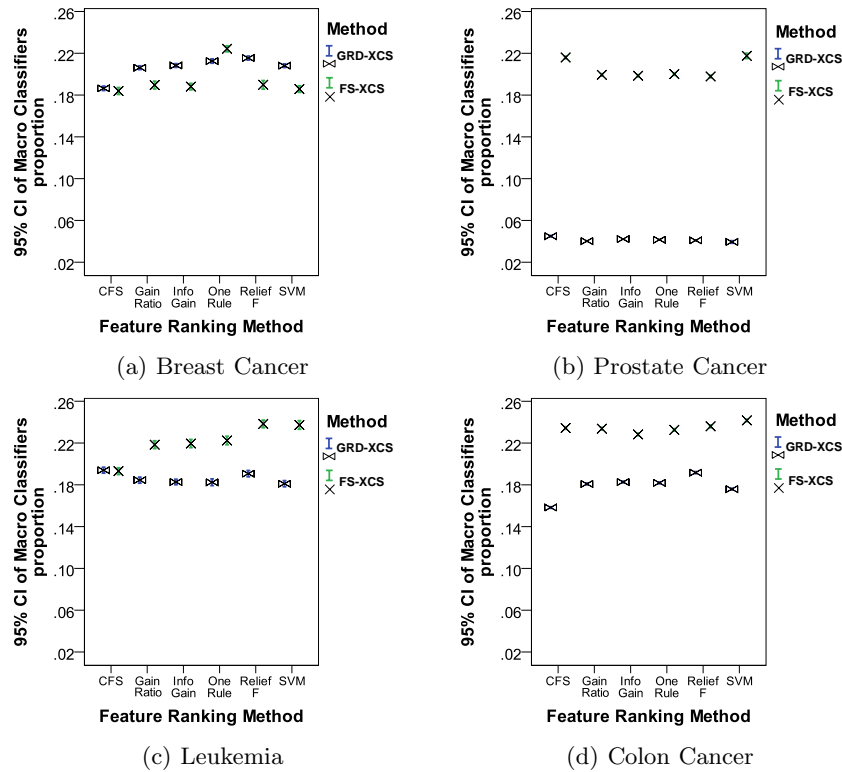 95% CI of Macro Classifiers
proportion
.26
.22
.18
.14
.10
.06
.02
CFS
Gain
Ratio
Info
Gain
One
Rule
Relief
F
SVM
Feature Ranking Method
Method
GRD-XCS
FS-XCS
(a) Breast Cancer
95% CI of Macro Classifiers
proportion
.26
.22
.18
.14
.10
.06
.02
CFS
Gain
Ratio
Info
Gain
One
Rule
Relief
F
SVM
Feature Ranking Method
Method
GRD-XCS
FS-XCS
(b) Prostate Cancer
95% CI of Macro Classifiers
proportion
.26
.22
.18
.14
.10
.06
.02
CFS
Gain
Ratio
Info
Gain
One
Rule
Relief
F
SVM
Feature Ranking Method
Method
GRD-XCS
FS-XCS
(c) Leukemia
95% CI of Macro Classifiers
proportion
.26
.22
.18
.14
.10
.06
.02
CFS
Gain
Ratio
Info
Gain
One
Rule
Relief
F
SVM
Feature Ranking Method
Method
GRD-XCS
FS-XCS
(d) Colon Cancer